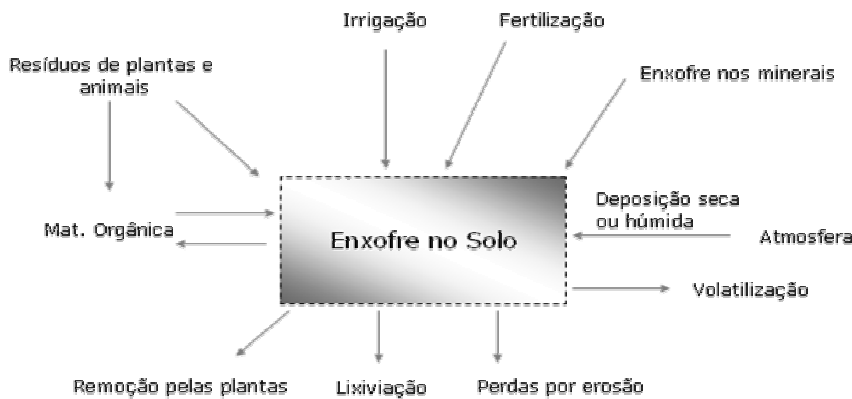 Irrigação
Fertilização
Resíduos de plantas e
animais
Enxofre nos minerais
Deposição seca
ou húmida
Mat. Orgânica
Enxofre no Solo
Atmosfera
Volatilização
Remoção pelas plantas
Lixiviação
Perdas por erosão